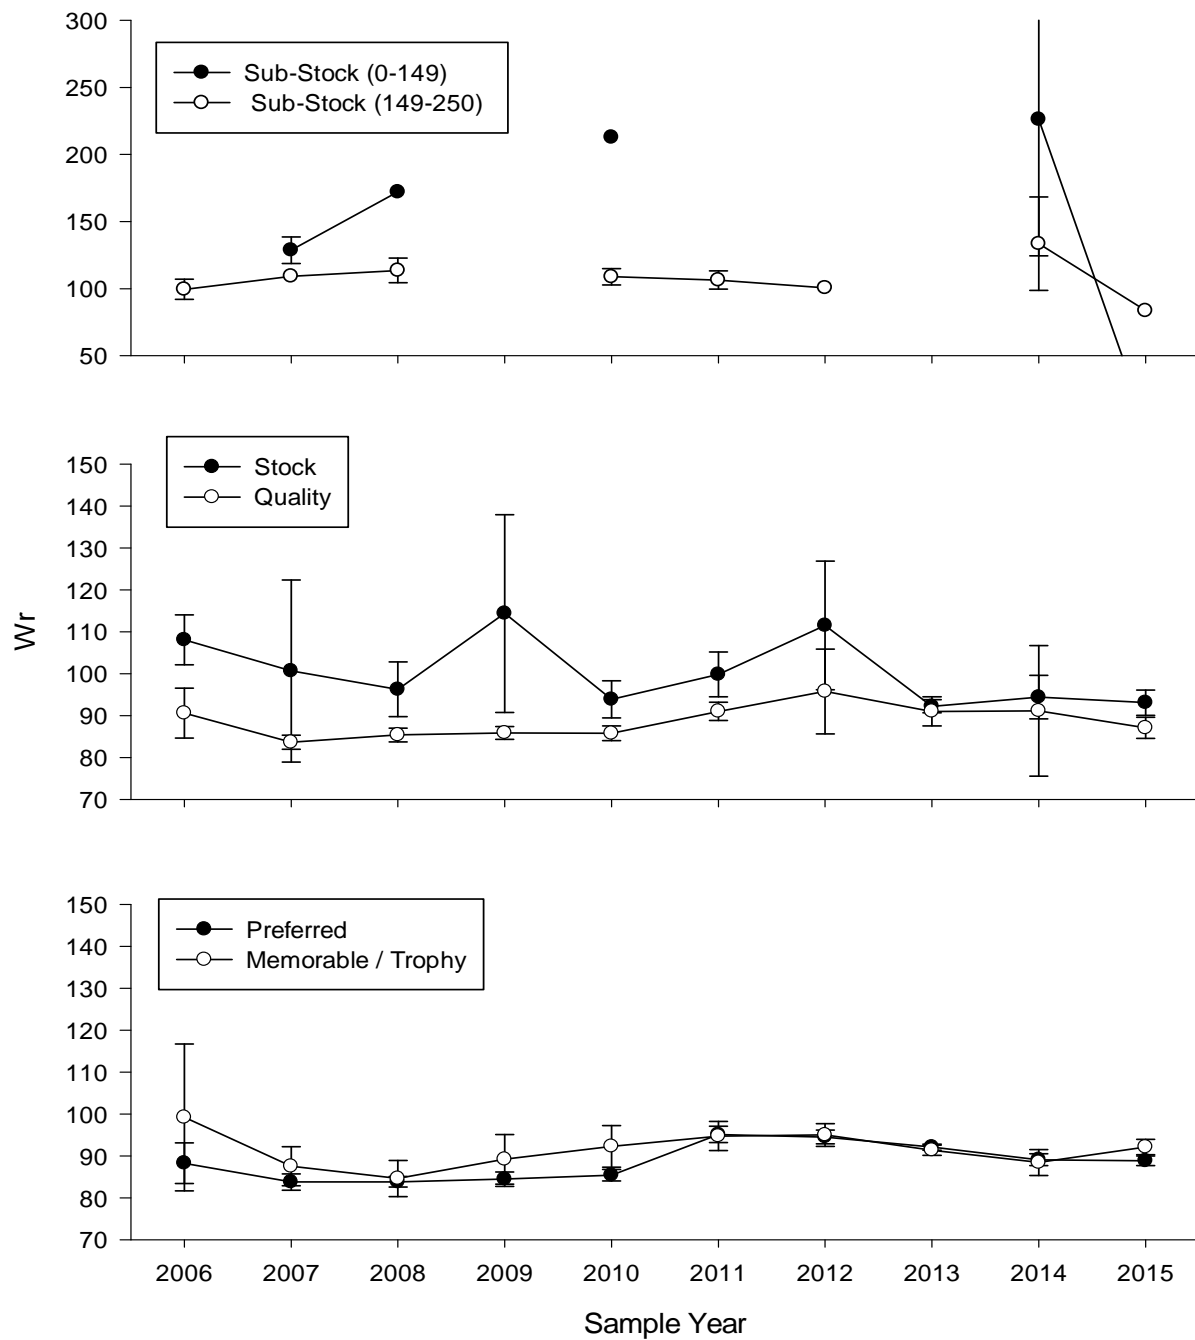 300
250
200
150
100
50
Sub-Stock (0-149)
Sub-Stock (149-250)
150
140
130
120
110
100
90
80
70
Stock
Quality
Wr
150
140
130
120
110
100
90
80
70
Preferred
Memorable / Trophy
2006 2007 2008 2009 2010 2011 2012 2013 2014 2015
Sample Year